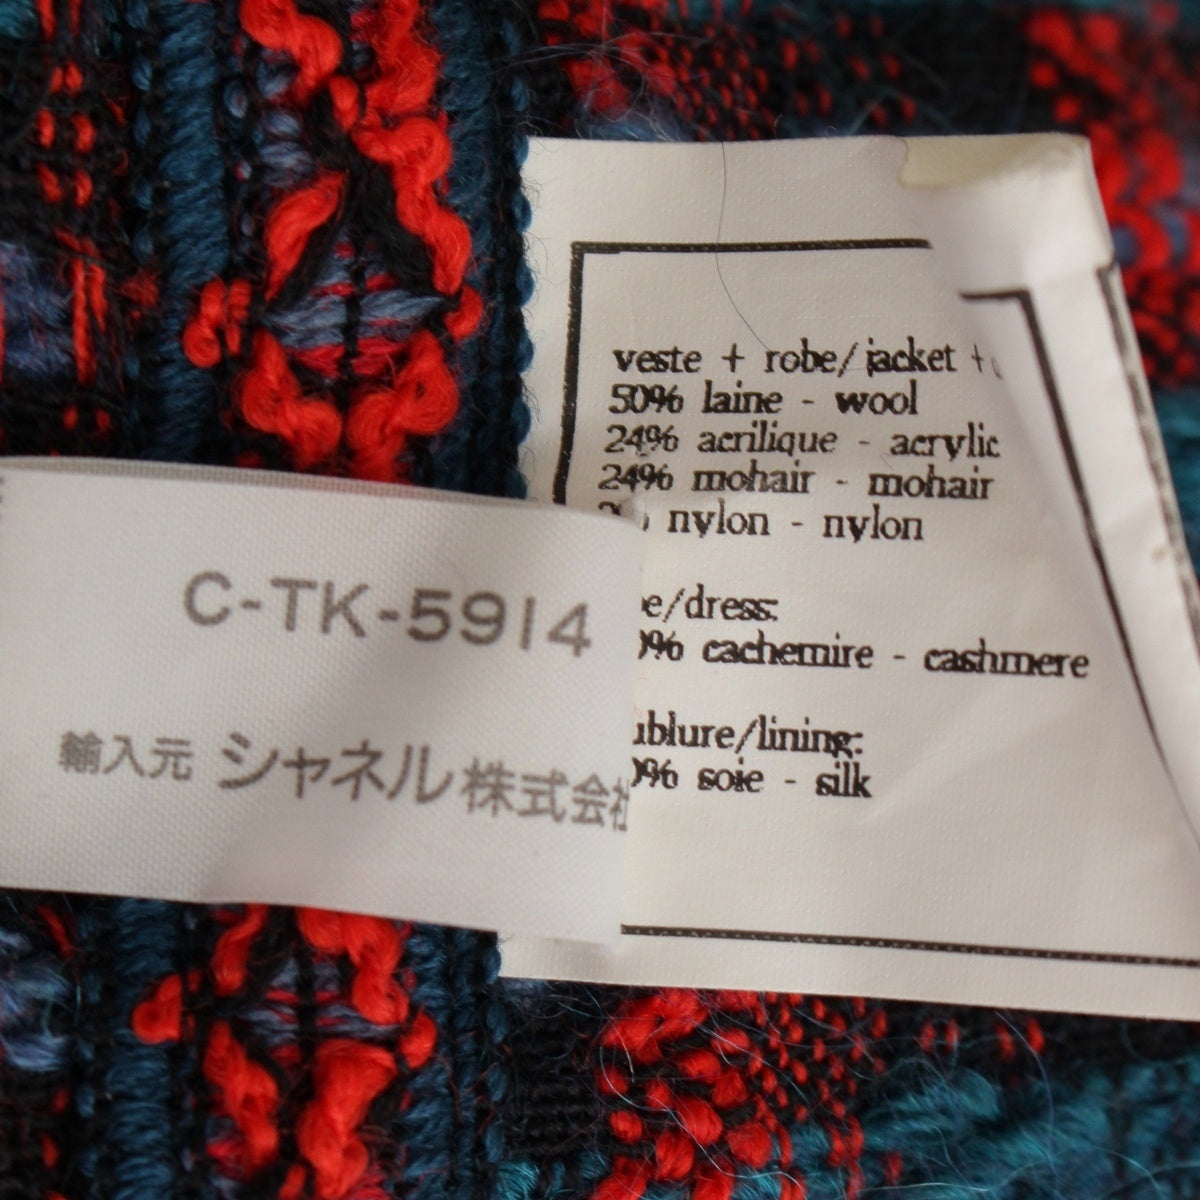 veste + robe/jacket +
50% laine - wool
24% acrilique - acrylic
24% mohair - mohair
nylon - nylon
e/dress:
% cachemire - cashmere
ublure/lining:
% soie - silk
C-TK-5914
輸入元 シャネル株式会社